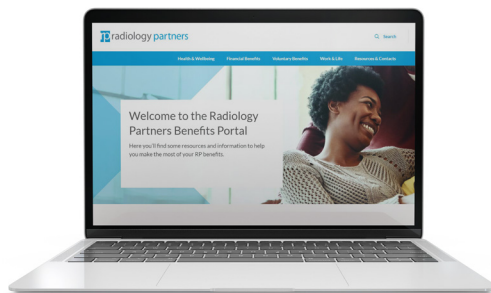 radiology partners
Search
Health & Wellbeing Financial Benefits Voluntary Benefits Work & Life Resources & Contacts
Welcome to the Radiology
Partners Benefits Portal
Here you'll find some resources and information to help
you make the most of your RP benefits.